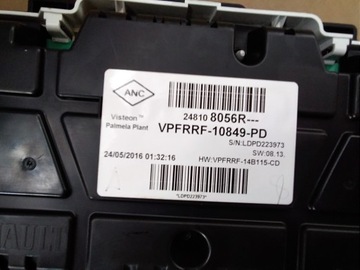 ANC
24810 8056R---
Visteon™
Palmela Plant
VPFRRF-10849-PD
S/N:LDPD223973
SW:08.13.
24/05/2016 01:32:16
HW:VPFRRF-14B115-CD
*LDPD223973*